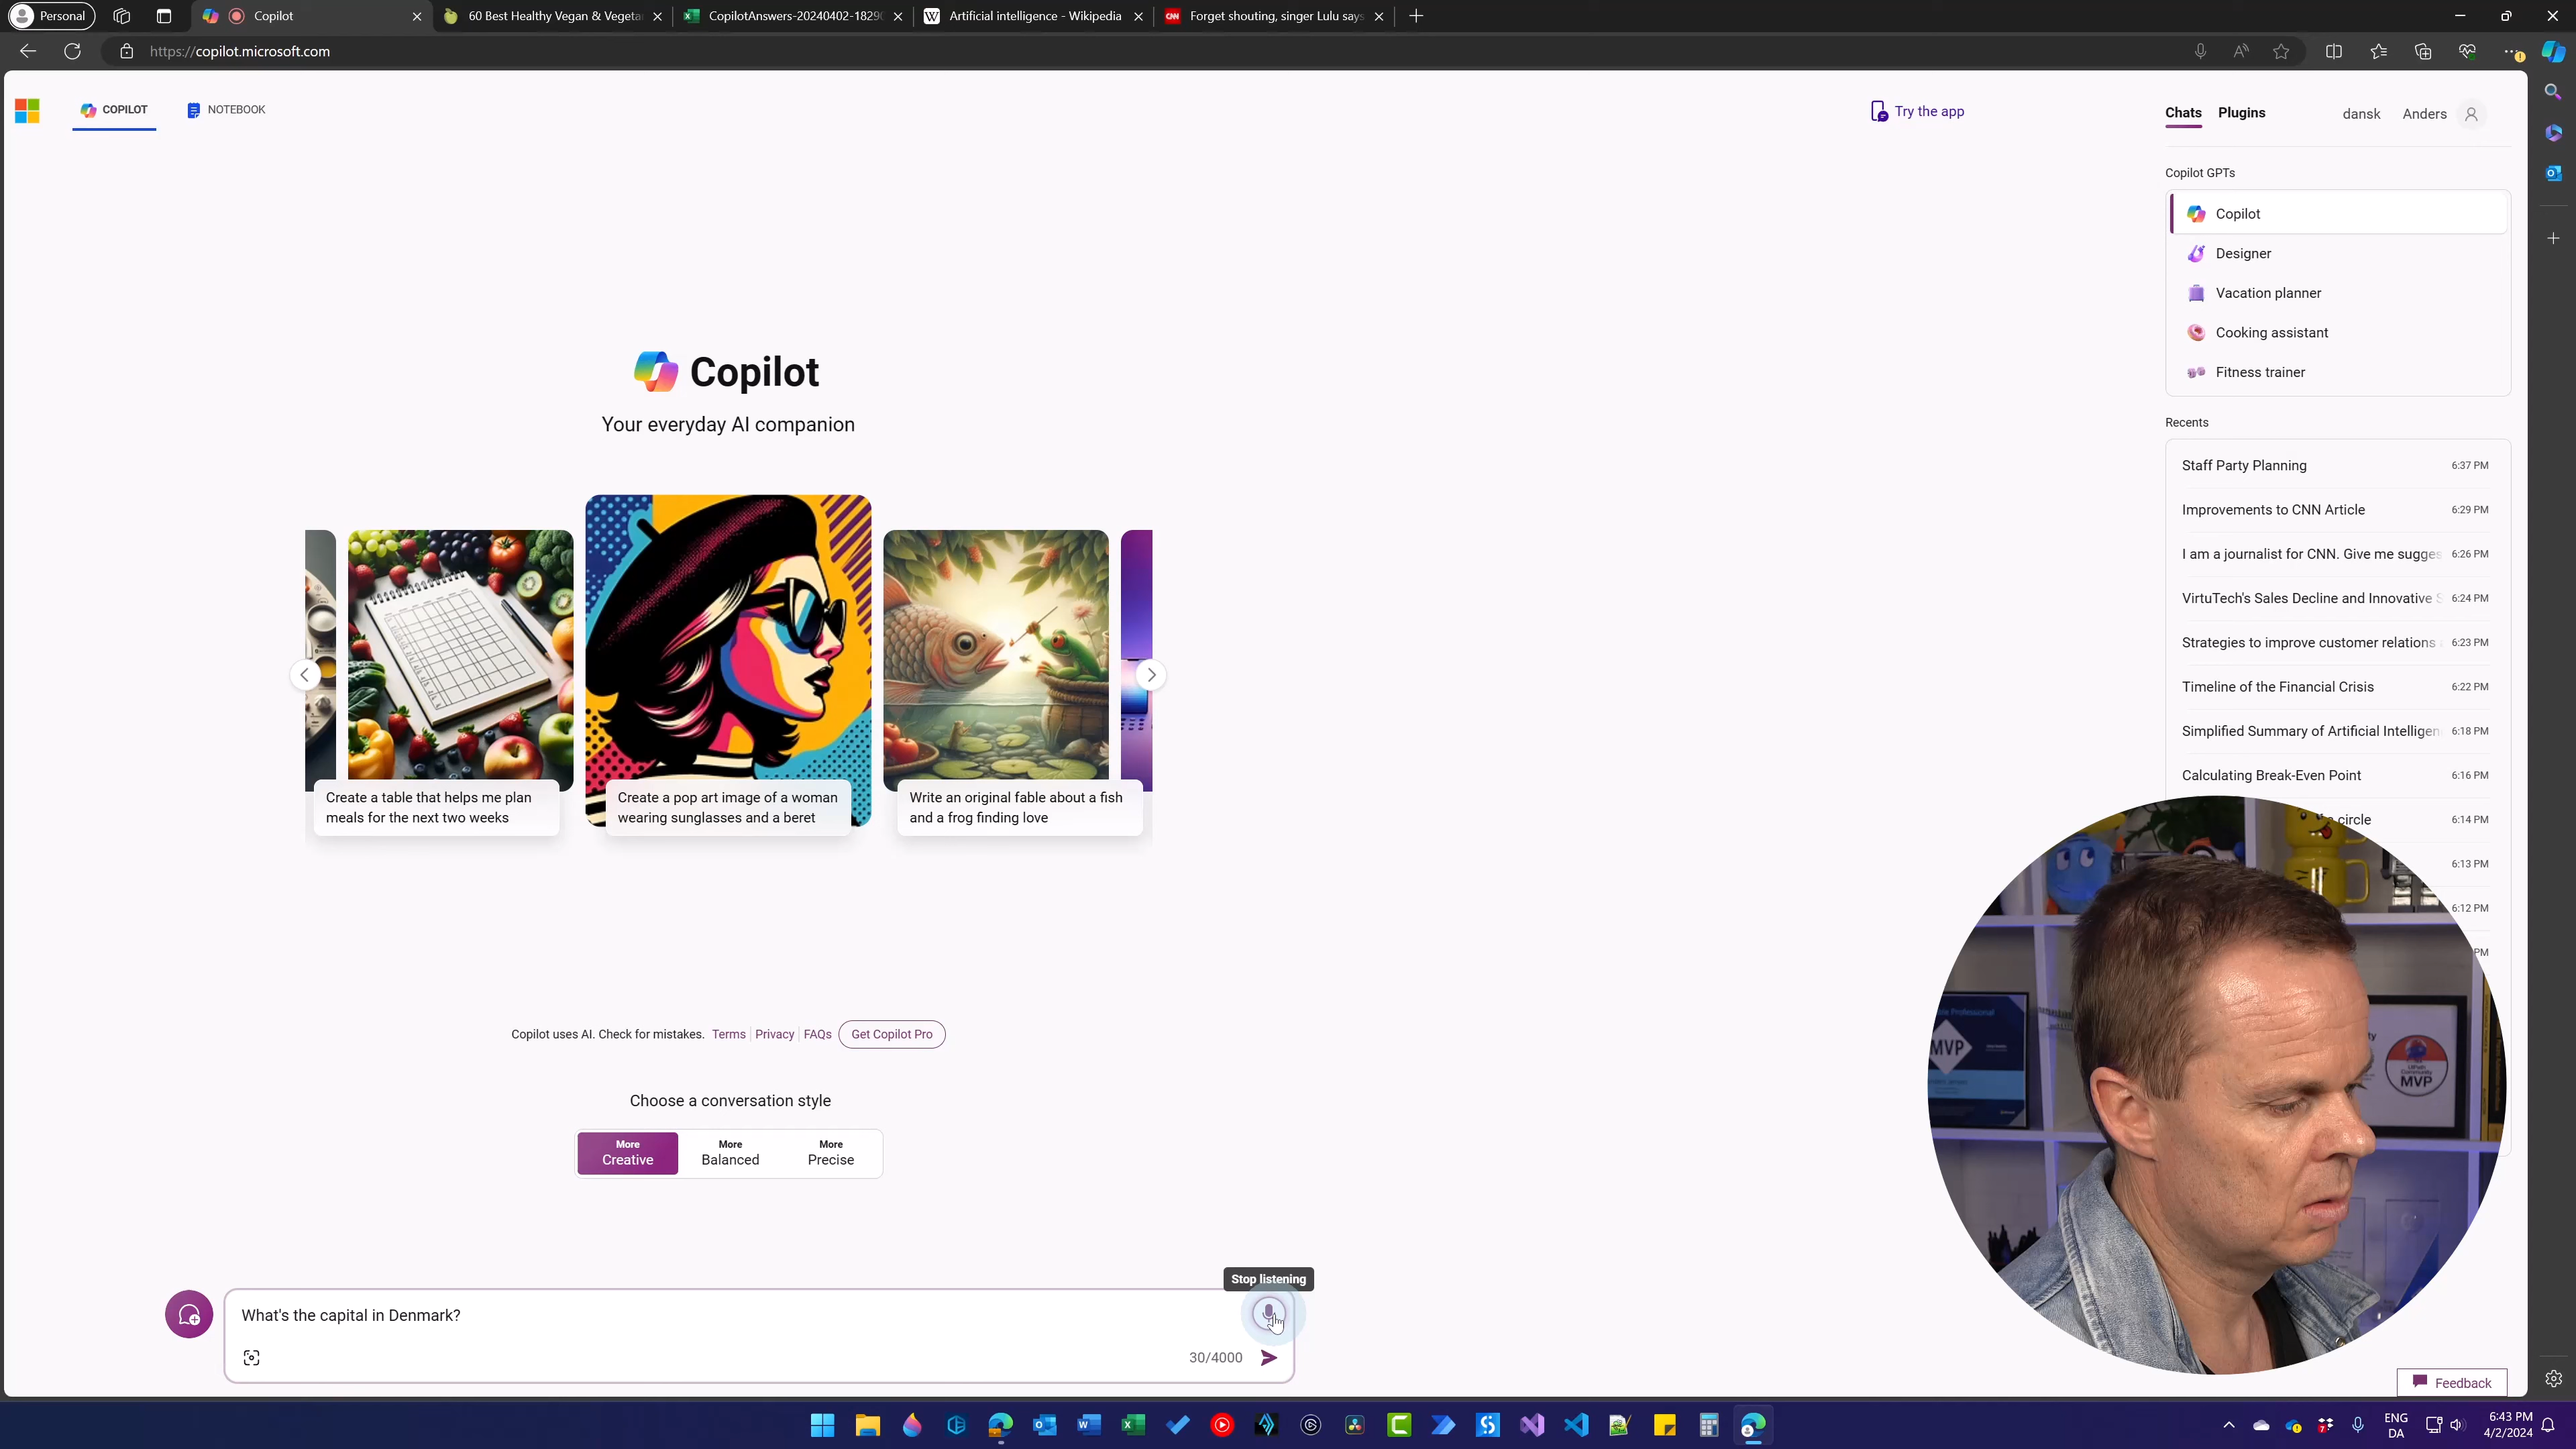 Personal
Copilot
60 Best Healthy Vegan & Vegeta
CopilotAnswers-20240402-1829
Artificial intelligence - Wikipedia
CNN
Forget shouting, singer Lulu says
https://copilot.microsoft.com
COPILOT
NOTEBOOK
Try the app
Chats
Plugins
dansk
Anders
Copilot GPTs
Copilot
Designer
Vacation planner
Cooking assistant
Fitness trainer
Copilot
Your everyday AI companion
Create a table that helps me plan
meals for the next two weeks
Create a pop art image of a woman
wearing sunglasses and a beret
Write an original fable about a fish
and a frog finding love
Recents
Staff Party Planning 6:37 PM
Improvements to CNN Article 6:29 PM
I am a journalist for CNN. Give me sugges 6:26 PM
VirtuTech's Sales Decline and Innovative S 6:24 PM
Strategies to improve customer relations 6:23 PM
Timeline of the Financial Crisis 6:22 PM
Simplified Summary of Artificial Intelligen 6:18 PM
Calculating Break-Even Point 6:16 PM
circle 6:14 PM
6:13 PM
6:12 PM
PM
Copilot uses AI. Check for mistakes. Terms Privacy FAQs Get Copilot Pro
Choose a conversation style
More
Creative
More
Balanced
More
Precise
Professional
MVP
MVP
Stop listening
What's the capital in Denmark?
30/4000
Feedback
ENG
DA
6:43 PM
4/2/2024